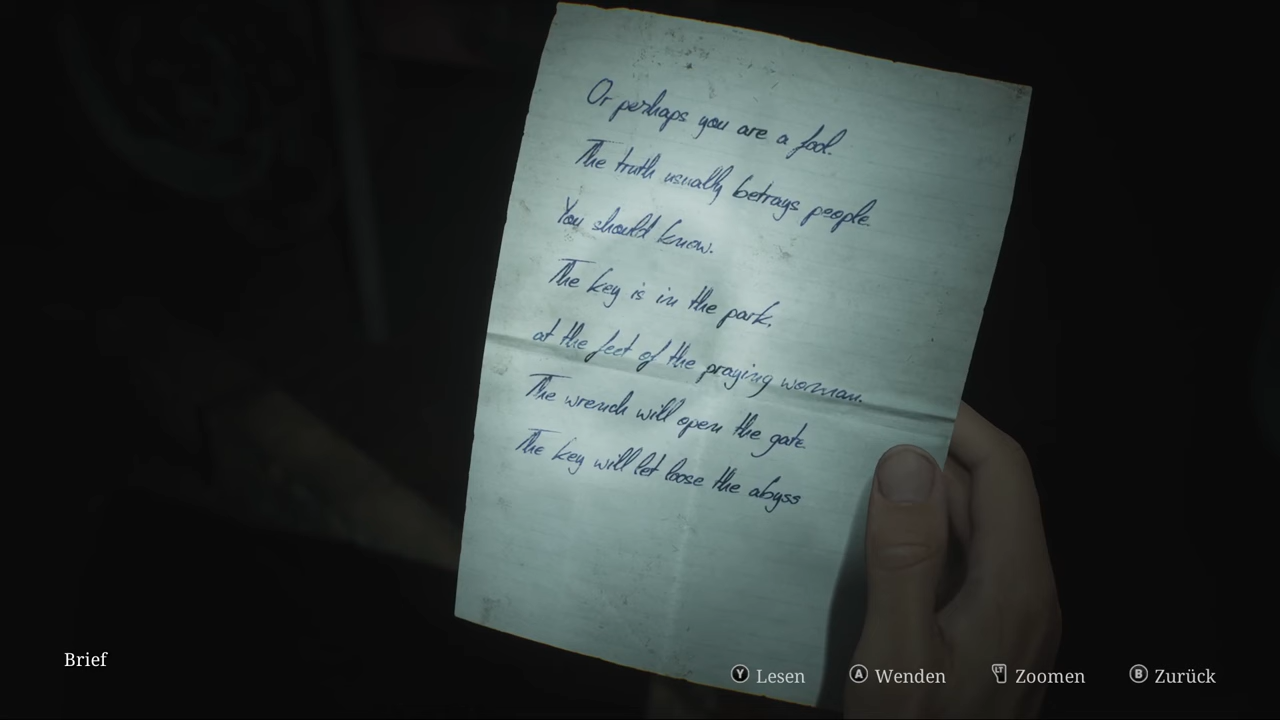 Or perhaps you are a fool.
The truth usually betrays people.
You should know.
The key is in the park,
at the feet of the praying woman.
The wrench will open the gate.
The key will let loose the abyss
Brief
Y Lesen A Wenden LT Zoomen B Zurück